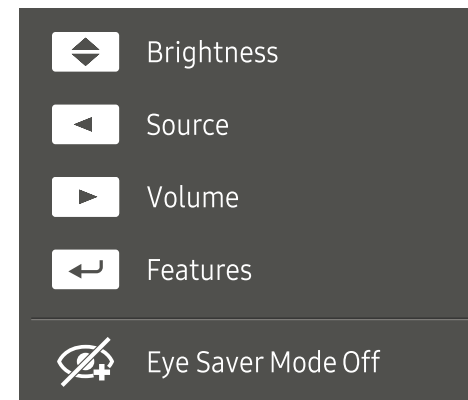 Brightness
Source
Volume
Features
Eye Saver Mode Off